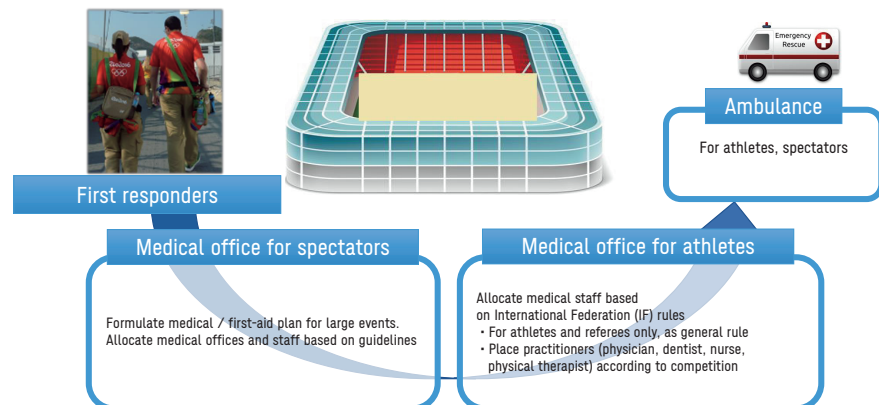 Rio2016
Emergency
Rescue
Ambulance
For athletes, spectators
First responders
Medical office for spectators
Formulate medical / first-aid plan for large events.
Allocate medical offices and staff based on guidelines
Medical office for athletes
Allocate medical staff based
on International Federation (IF) rules
・For athletes and referees only, as general rule
・Place practitioners (physician, dentist, nurse,
physical therapist) according to competition